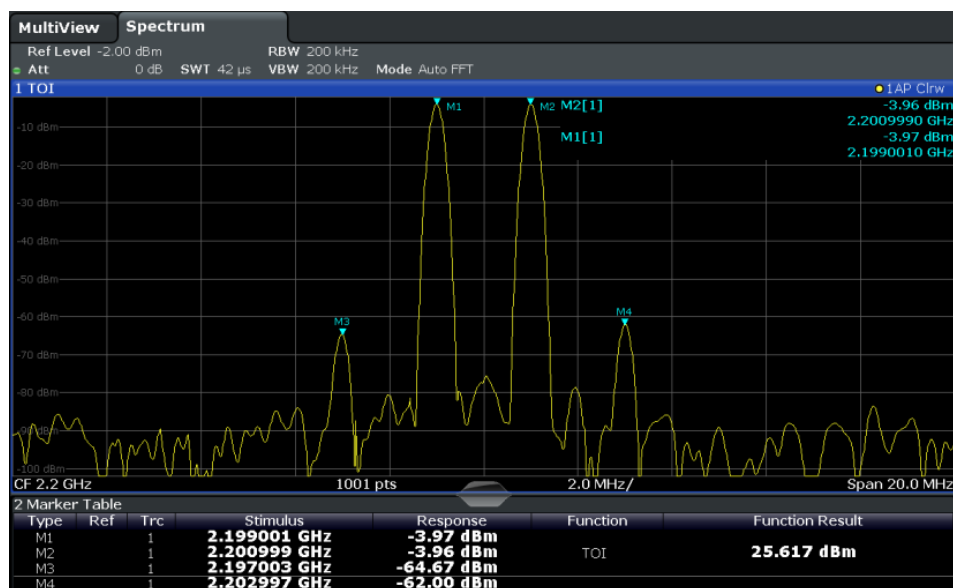 MultiView Spectrum
Ref Level -2.00 dBm RBW 200 kHz
Att 0 dB SWT 42 µs VBW 200 kHz Mode Auto FFT
1 TOI 1AP Clrw
M1 M2 M2[1] -3.96 dBm
2.2009990 GHz
M1[1] -3.97 dBm
2.1990010 GHz
-10 dBm
-20 dBm
-30 dBm
-40 dBm
-50 dBm
-60 dBm
M3 M4
-70 dBm
-80 dBm
-90 dBm
-100 dBm
CF 2.2 GHz 1001 pts 2.0 MHz/ Span 20.0 MHz
2 Marker Table
Type Ref Trc Stimulus Response Function Function Result
M1 1 2.199001 GHz -3.97 dBm
M2 1 2.200999 GHz -3.96 dBm TOI 25.617 dBm
M3 1 2.197003 GHz -64.67 dBm
M4 1 2.202997 GHz -62.00 dBm